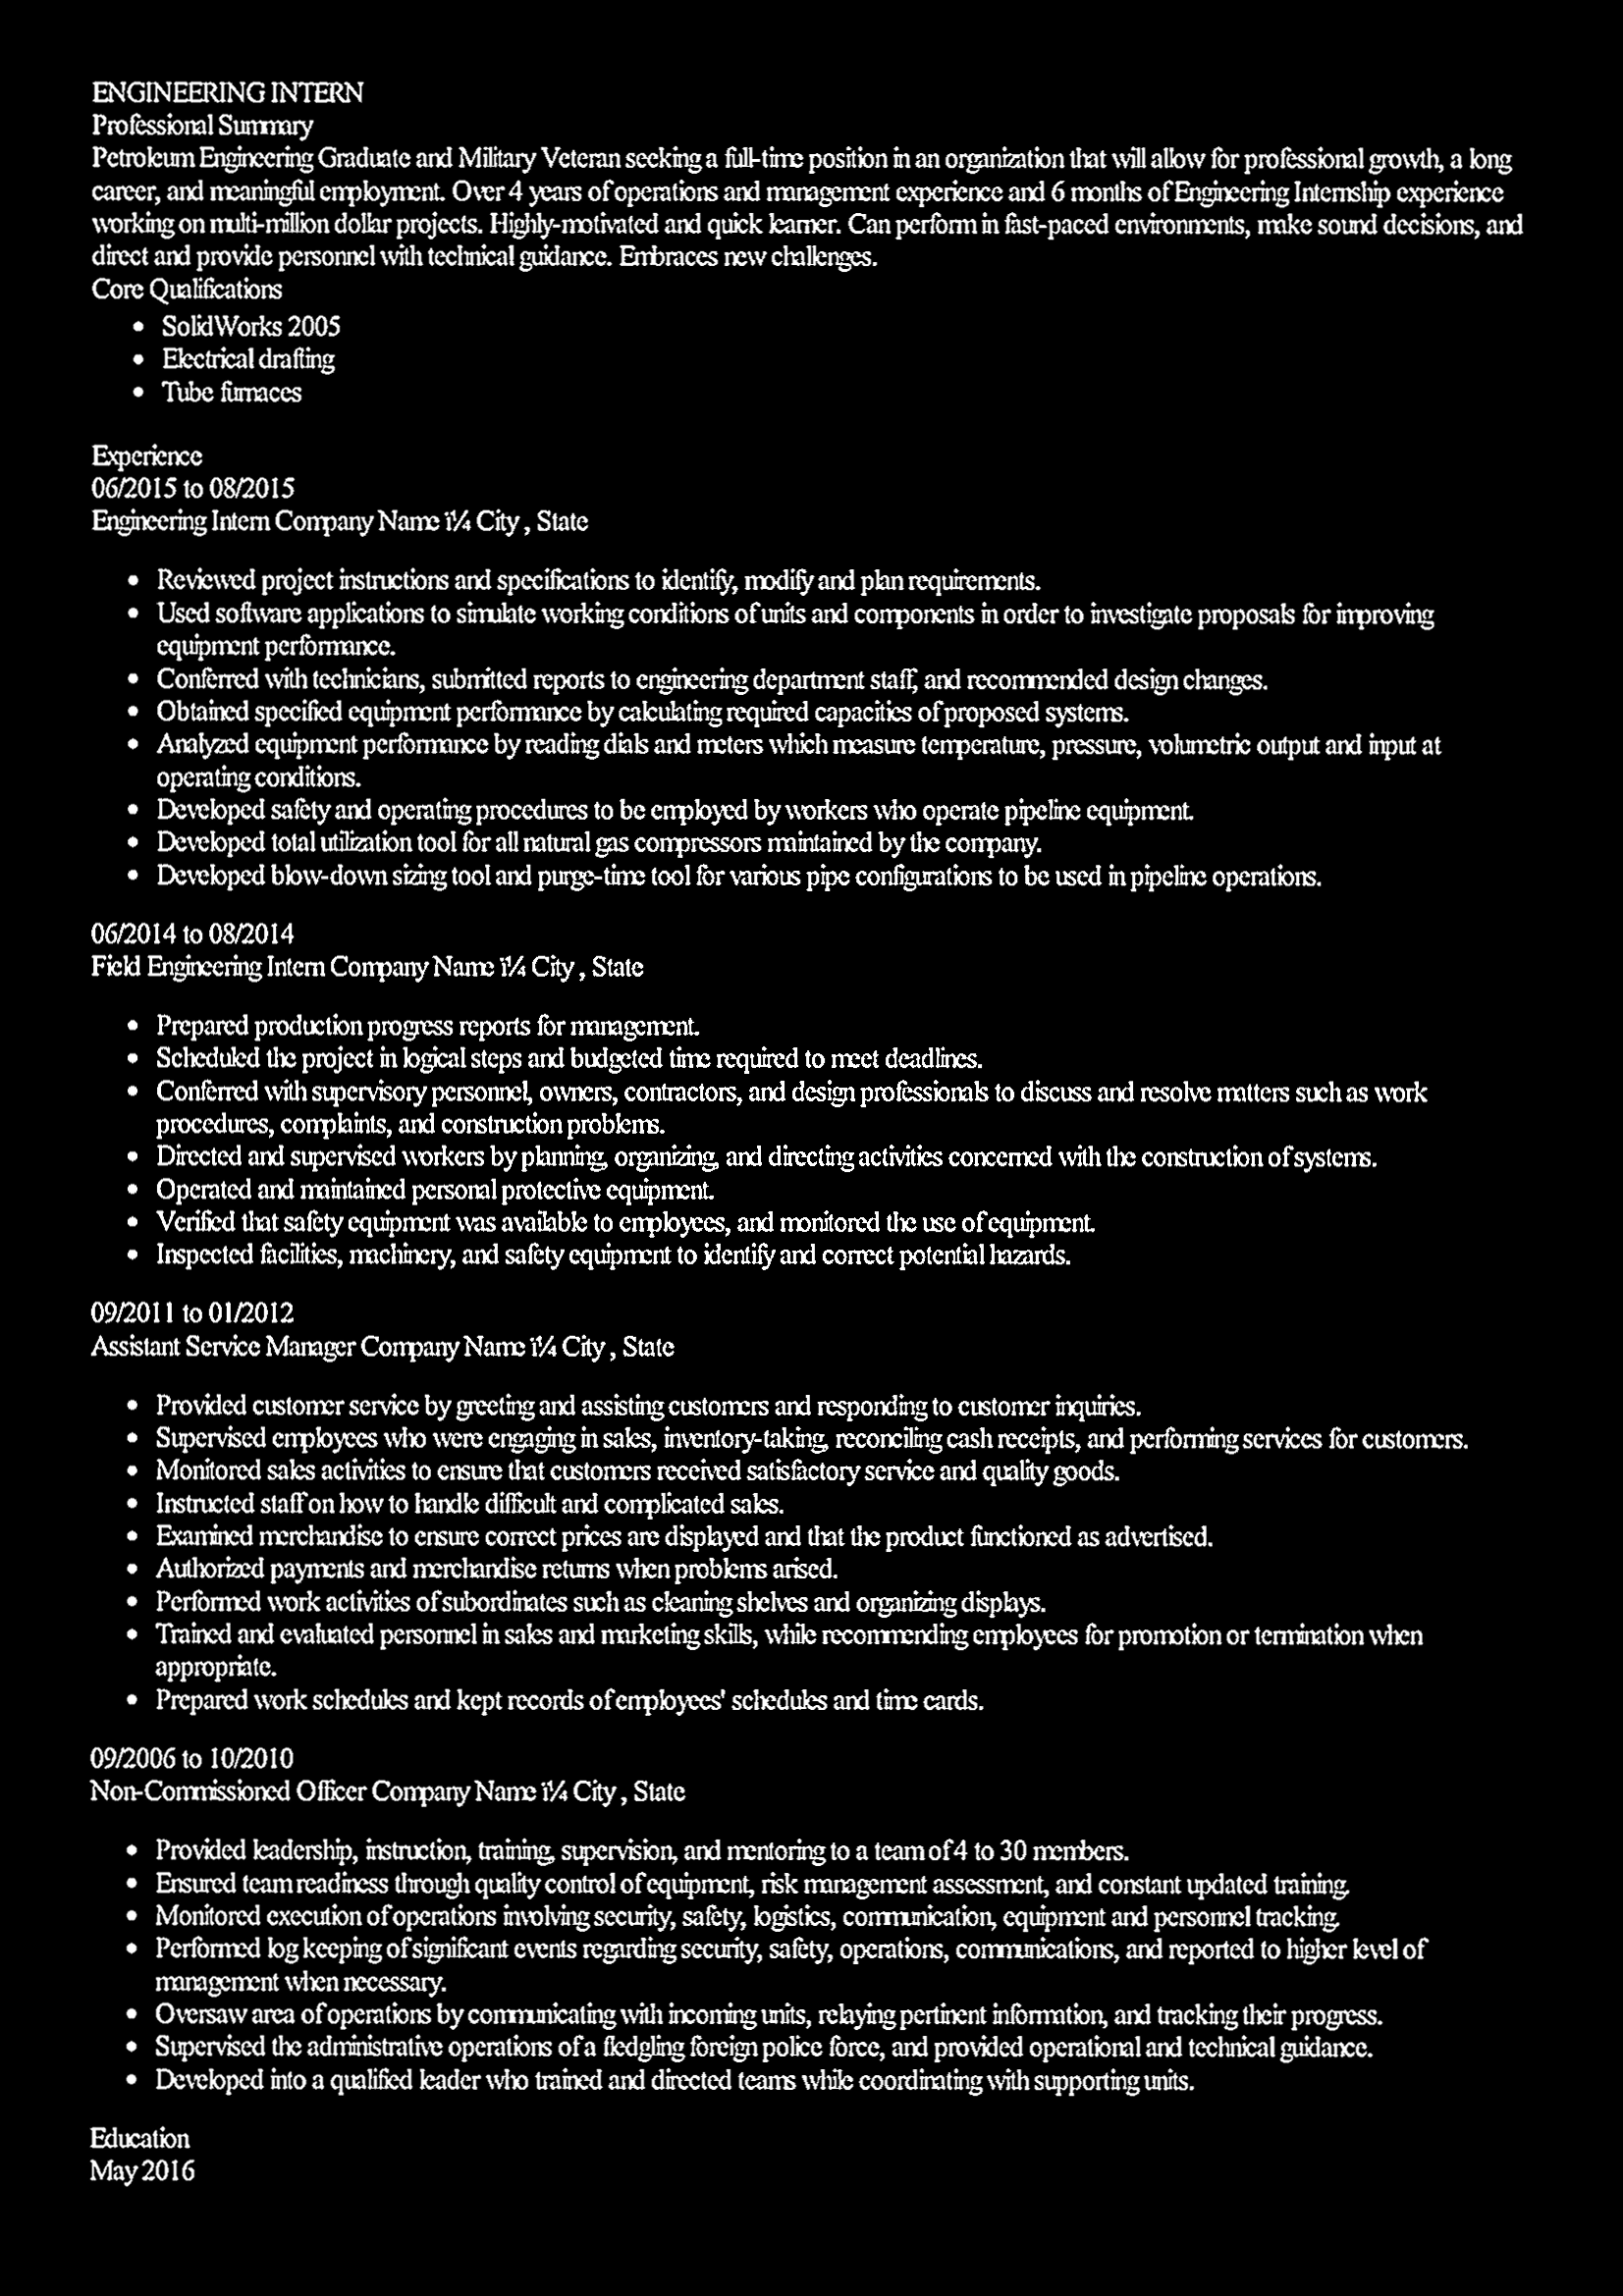 ENGINEERING INTERN
Professional Summary
Petroleum Engineering Graduate and Military Veteran seeking a full-time position in an organization that will allow for professional growth, a long
career, and meaningful employment. Over 4 years of operations and management experience and 6 months of Engineering Internship experience
working on multi-million dollar projects. Highly-motivated and quick learner. Can perform in fast-paced environments, make sound decisions, and
direct and provide personnel with technical guidance. Embraces new challenges.
Core Qualifications
• SolidWorks 2005
• Electrical drafting
• Tube furnaces
Experience
06/2015 to 08/2015
Engineering Intern Company Name ï¼ City , State
• Reviewed project instructions and specifications to identify, modify and plan requirements.
• Used software applications to simulate working conditions of units and components in order to investigate proposals for improving
equipment performance.
• Conferred with technicians, submitted reports to engineering department staff, and recommended design changes.
• Obtained specified equipment performance by calculating required capacities of proposed systems.
• Analyzed equipment performance by reading dials and meters which measure temperature, pressure, volumetric output and input at
operating conditions.
• Developed safety and operating procedures to be employed by workers who operate pipeline equipment.
• Developed total utilization tool for all natural gas compressors maintained by the company.
• Developed blow-down sizing tool and purge-time tool for various pipe configurations to be used in pipeline operations.
06/2014 to 08/2014
Field Engineering Intern Company Name ï¼ City , State
• Prepared production progress reports for management.
• Scheduled the project in logical steps and budgeted time required to meet deadlines.
• Conferred with supervisory personnel, owners, contractors, and design professionals to discuss and resolve matters such as work
procedures, complaints, and construction problems.
• Directed and supervised workers by planning, organizing, and directing activities concerned with the construction of systems.
• Operated and maintained personal protective equipment.
• Verified that safety equipment was available to employees, and monitored the use of equipment.
• Inspected facilities, machinery, and safety equipment to identify and correct potential hazards.
09/2011 to 01/2012
Assistant Service Manager Company Name ï¼ City , State
• Provided customer service by greeting and assisting customers and responding to customer inquiries.
• Supervised employees who were engaging in sales, inventory-taking, reconciling cash receipts, and performing services for customers.
• Monitored sales activities to ensure that customers received satisfactory service and quality goods.
• Instructed staff on how to handle difficult and complicated sales.
• Examined merchandise to ensure correct prices are displayed and that the product functioned as advertised.
• Authorized payments and merchandise returns when problems arised.
• Performed work activities of subordinates such as cleaning shelves and organizing displays.
• Trained and evaluated personnel in sales and marketing skills, while recommending employees for promotion or termination when
appropriate.
• Prepared work schedules and kept records of employees' schedules and time cards.
09/2006 to 10/2010
Non-Commissioned Officer Company Name ï¼ City , State
• Provided leadership, instruction, training, supervision, and mentoring to a team of 4 to 30 members.
• Ensured team readiness through quality control of equipment, risk management assessment, and constant updated training.
• Monitored execution of operations involving security, safety, logistics, communication, equipment and personnel tracking.
• Performed log keeping of significant events regarding security, safety, operations, communications, and reported to higher level of
management when necessary.
• Oversaw area of operations by communicating with incoming units, relaying pertinent information, and tracking their progress.
• Supervised the administrative operations of a fledgling foreign police force, and provided operational and technical guidance.
• Developed into a qualified leader who trained and directed teams while coordinating with supporting units.
Education
May 2016